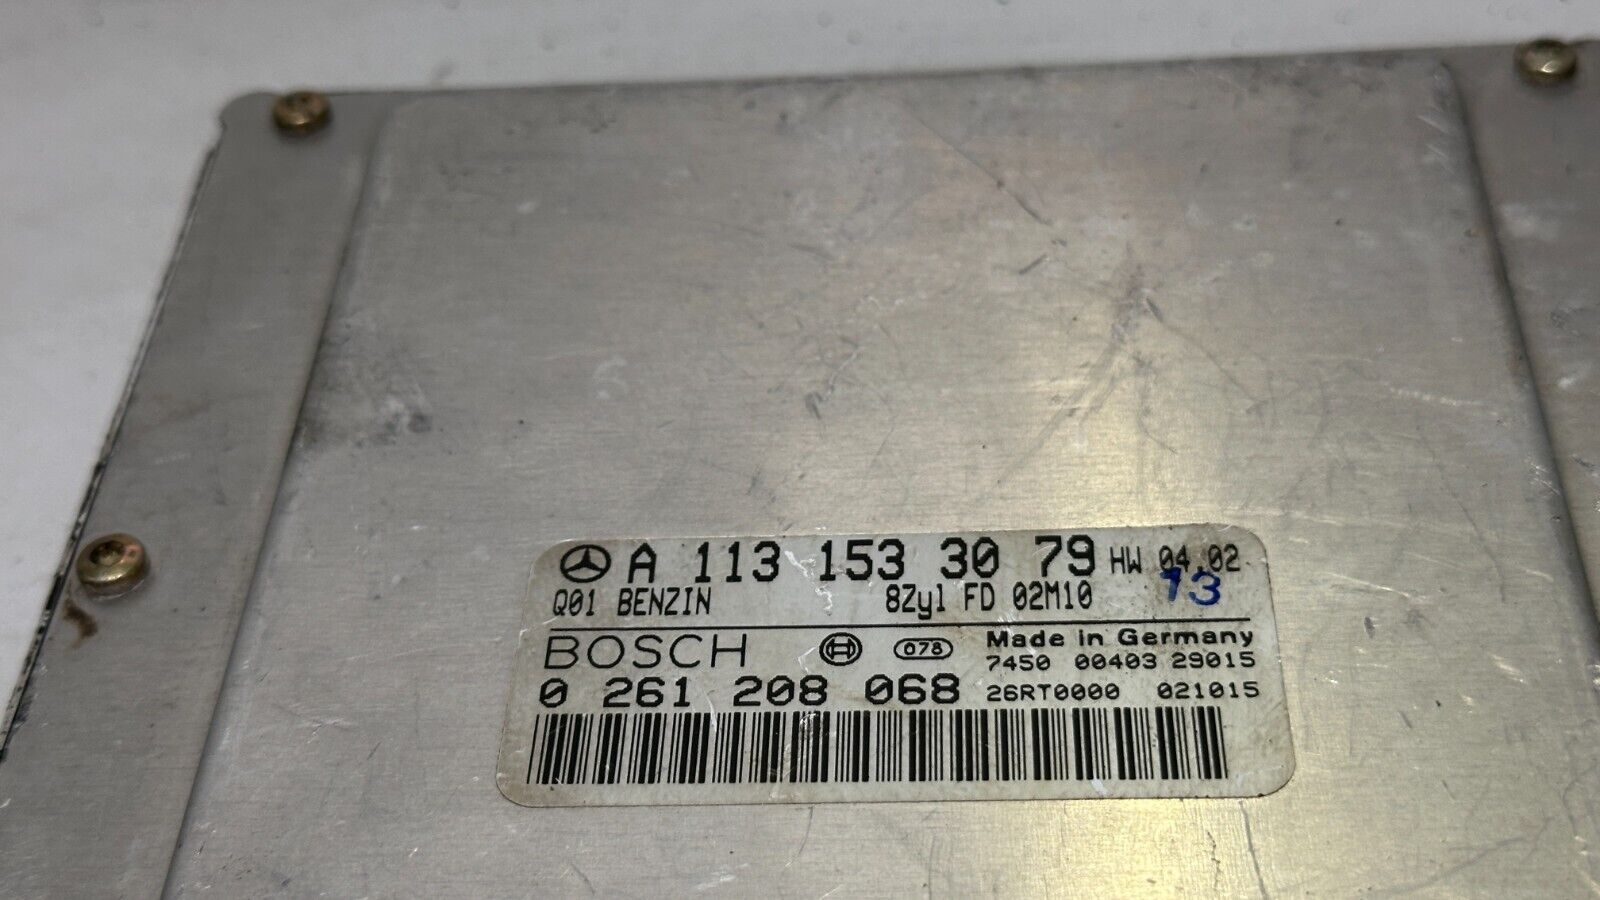 A 113 153 30 79 HW 04.02
Q01 BENZIN 8Zyl FD 02M10 13
BOSCH 078 Made in Germany
7450 00403 29015
0 261 208 068 26RT0000 021015